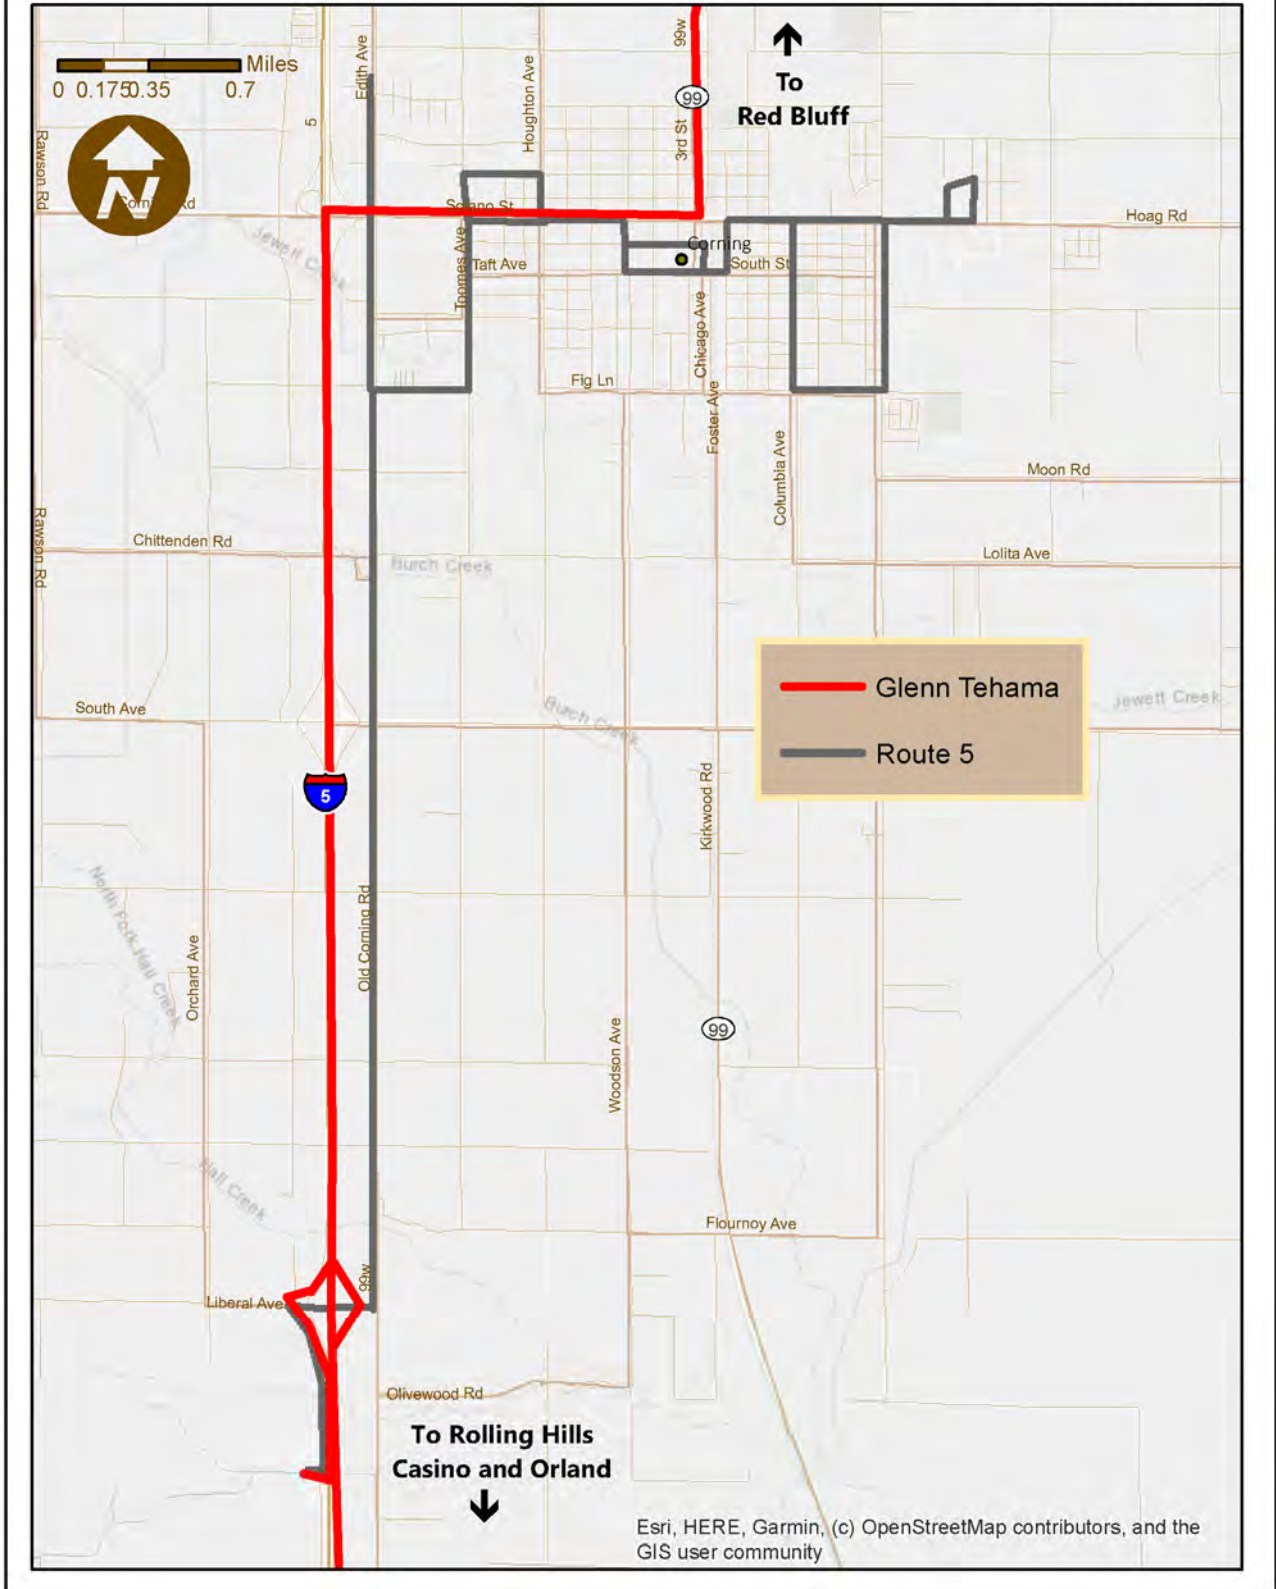 Miles
0 0.1750.35 0.7
N
Rawson Rd
5
Edith Ave
Houghton Ave
99w
99
3rd St
To
Red Bluff
Solano St
Hoag Rd
Jewett Creek
Toomes Ave
Taft Ave
Corning
South St
Chicago Ave
Fig Ln
Foster Ave
Columbia Ave
Moon Rd
Rawson Rd
Chittenden Rd
Burch Creek
Lolita Ave
Glenn Tehama
Route 5
South Ave
Burch Creek
Jewett Creek
5
Kirkwood Rd
North Fork Hall Creek
Orchard Ave
Old Corning Rd
99
Woodson Ave
Hall Creek
Flournoy Ave
99w
Liberal Ave
Olivewood Rd
To Rolling Hills
Casino and Orland
Esri, HERE, Garmin, (c) OpenStreetMap contributors, and the
GIS user community